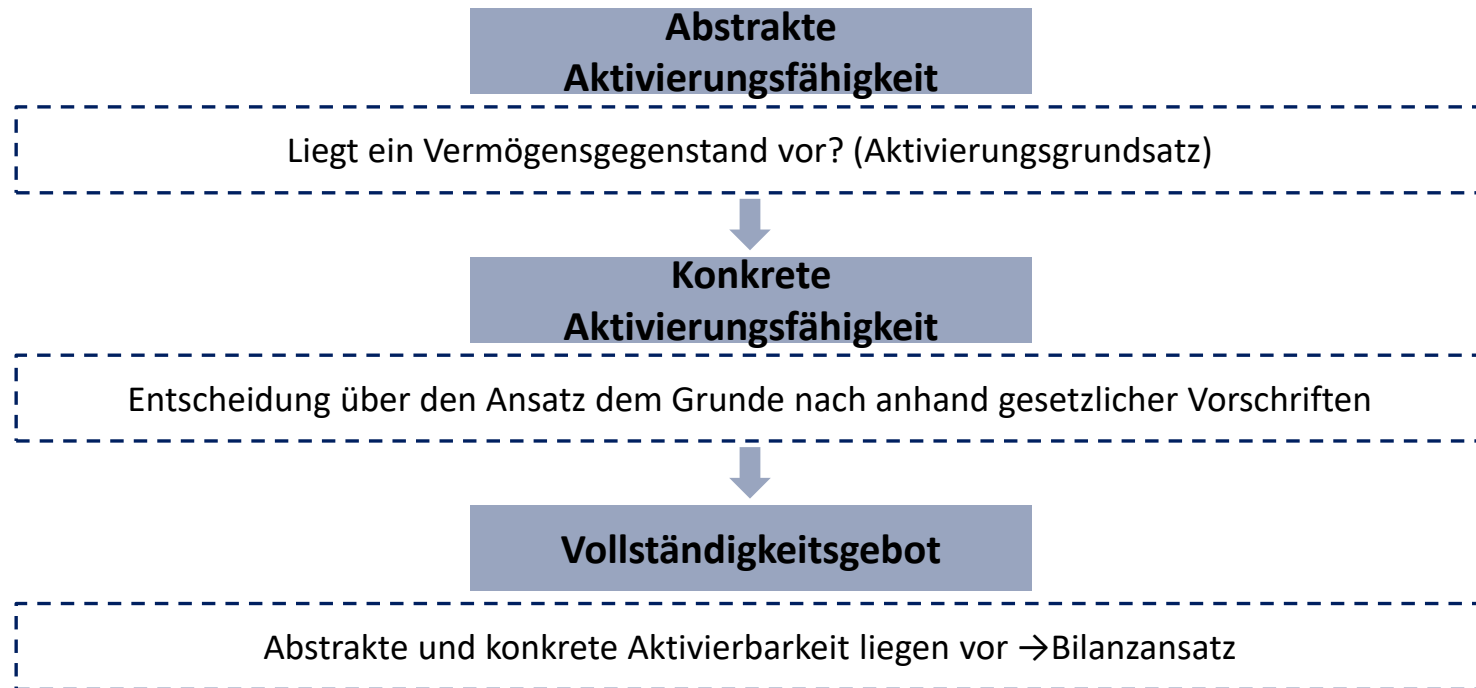 Abstrakte
Aktivierungsfähigkeit
Liegt ein Vermögensgegenstand vor? (Aktivierungsgrundsatz)
Konkrete
Aktivierungsfähigkeit
Entscheidung über den Ansatz dem Grunde nach anhand gesetzlicher Vorschriften
Vollständigkeitsgebot
Abstrakte und konkrete Aktivierbarkeit liegen vor →Bilanzansatz